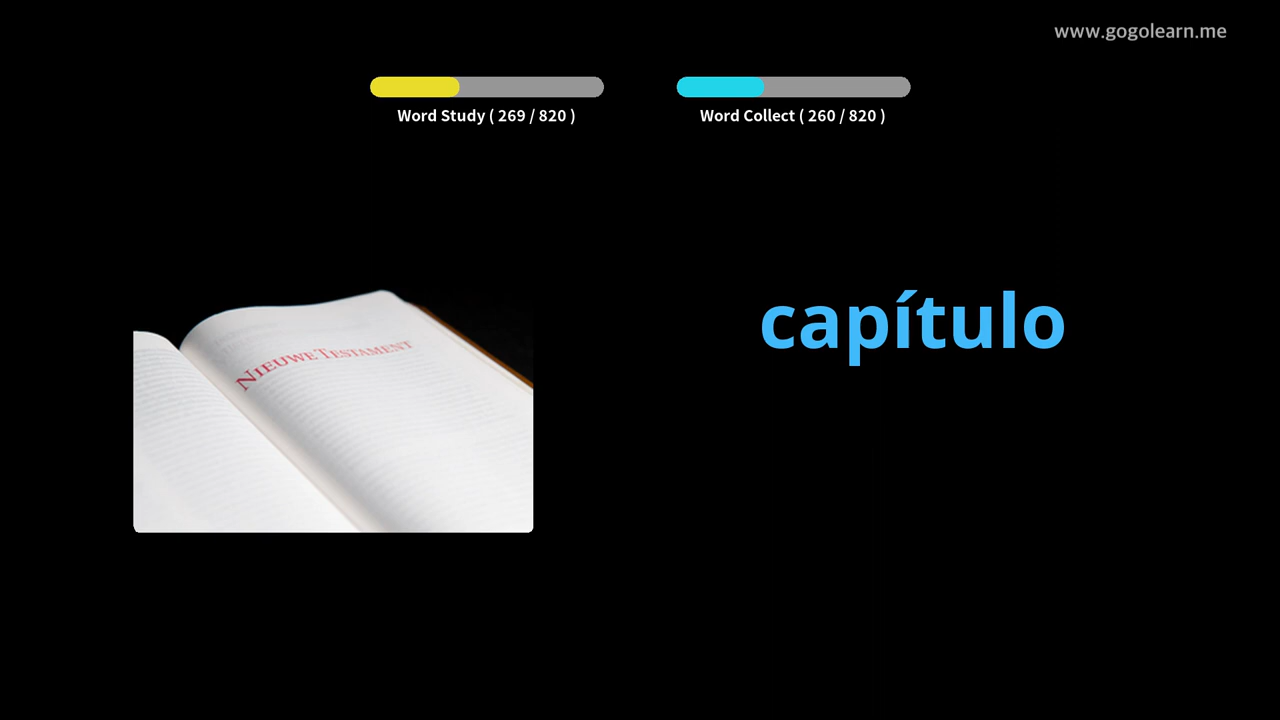 www.gogolearn.me
Word Study ( 269 / 820 )
Word Collect ( 260 / 820 )
capítulo
NIEUWE TESTAMENT